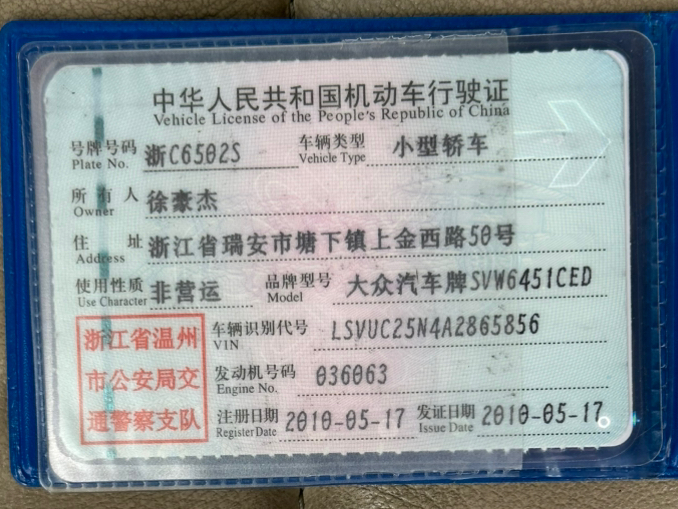 中华人民共和国机动车行驶证
Vehicle License of the People's Republic of China
号牌号码 浙C6502S 车辆类型 小型轿车
Plate No. Vehicle Type
所有人 徐豪杰
Owner
住址 浙江省瑞安市塘下镇上金西路50号
Address
使用性质 非营运 品牌型号 大众汽车牌SVW6451CED
Use Character Model
浙江省温州 车辆识别代号 LSVUC25N4A2865856
VIN
市公安局交 发动机号码 036063
Engine No.
通警察支队 注册日期 2010-05-17 发证日期 2010-05-17
Register Date Issue Date